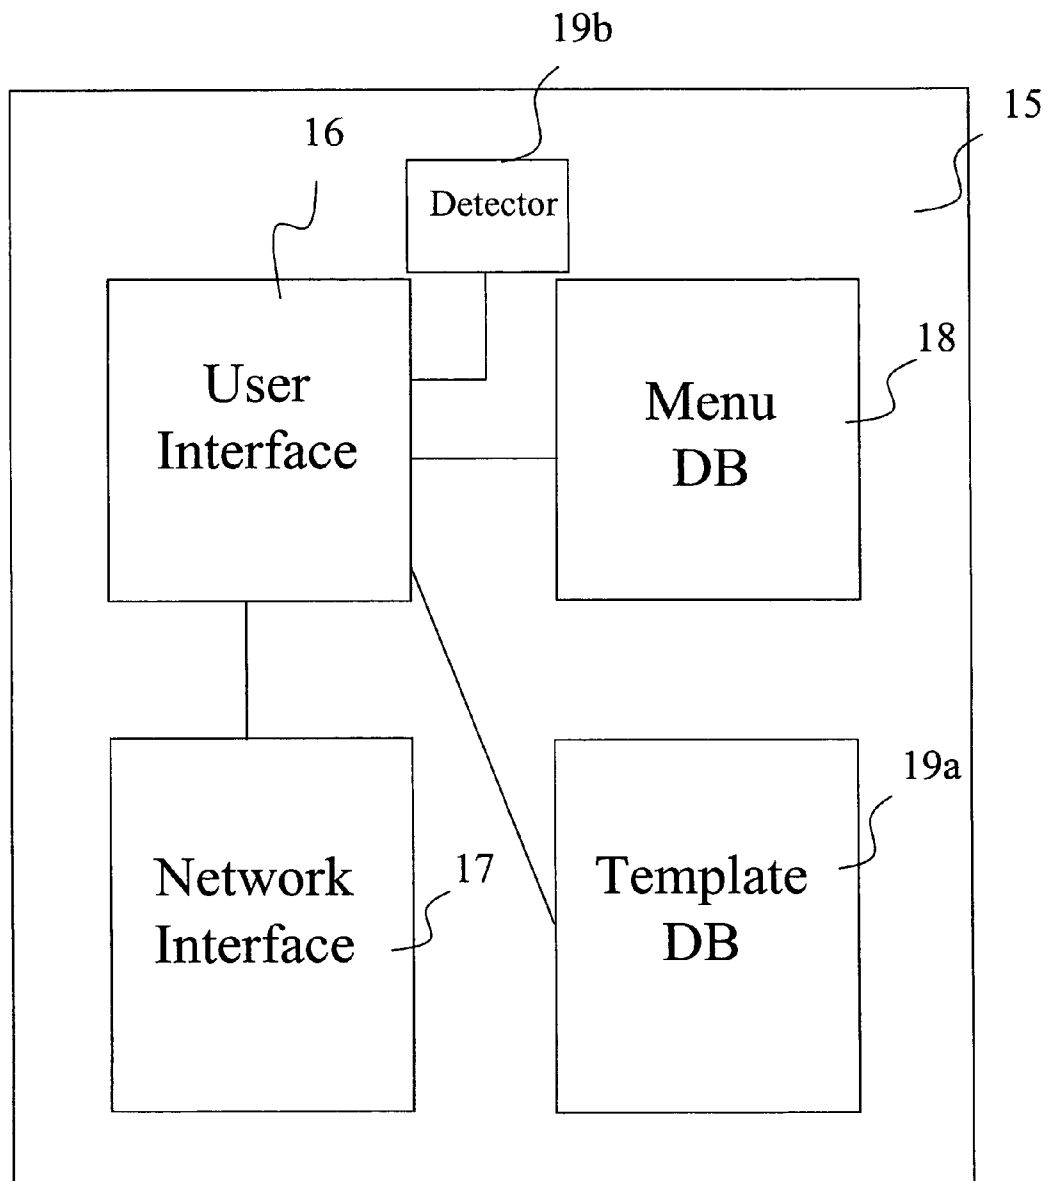 19b
15
16
Detector
User
Interface
18
Menu
DB
19a
Network
Interface
17
Template
DB